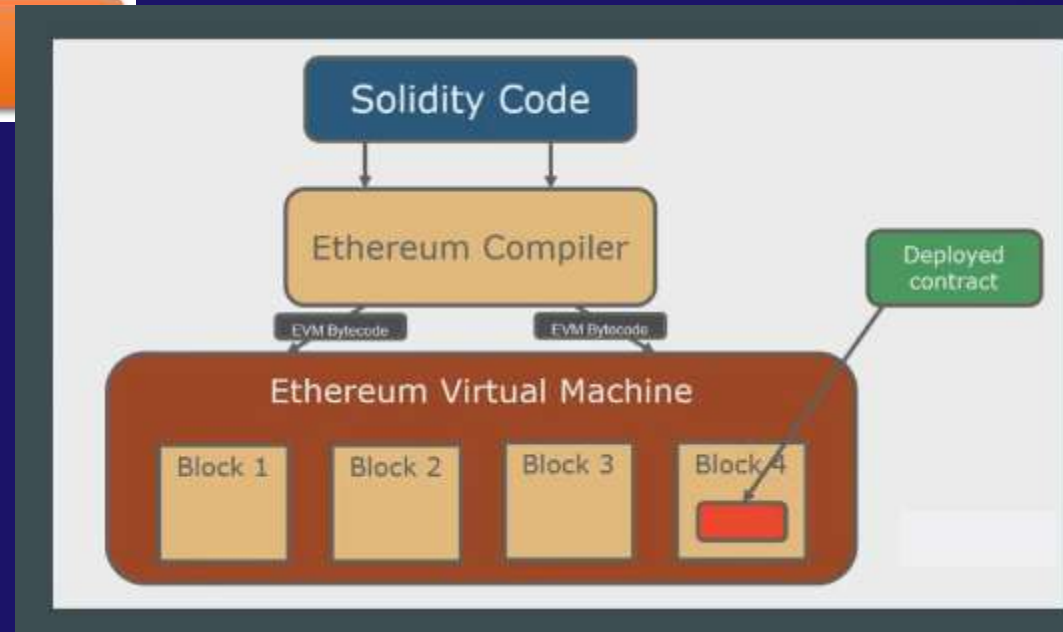 Solidity Code
Ethereum Compiler
Deployed
contract
EVM Bytecode
EVM Bytecode
Ethereum Virtual Machine
Block 1
Block 2
Block 3
Block 4